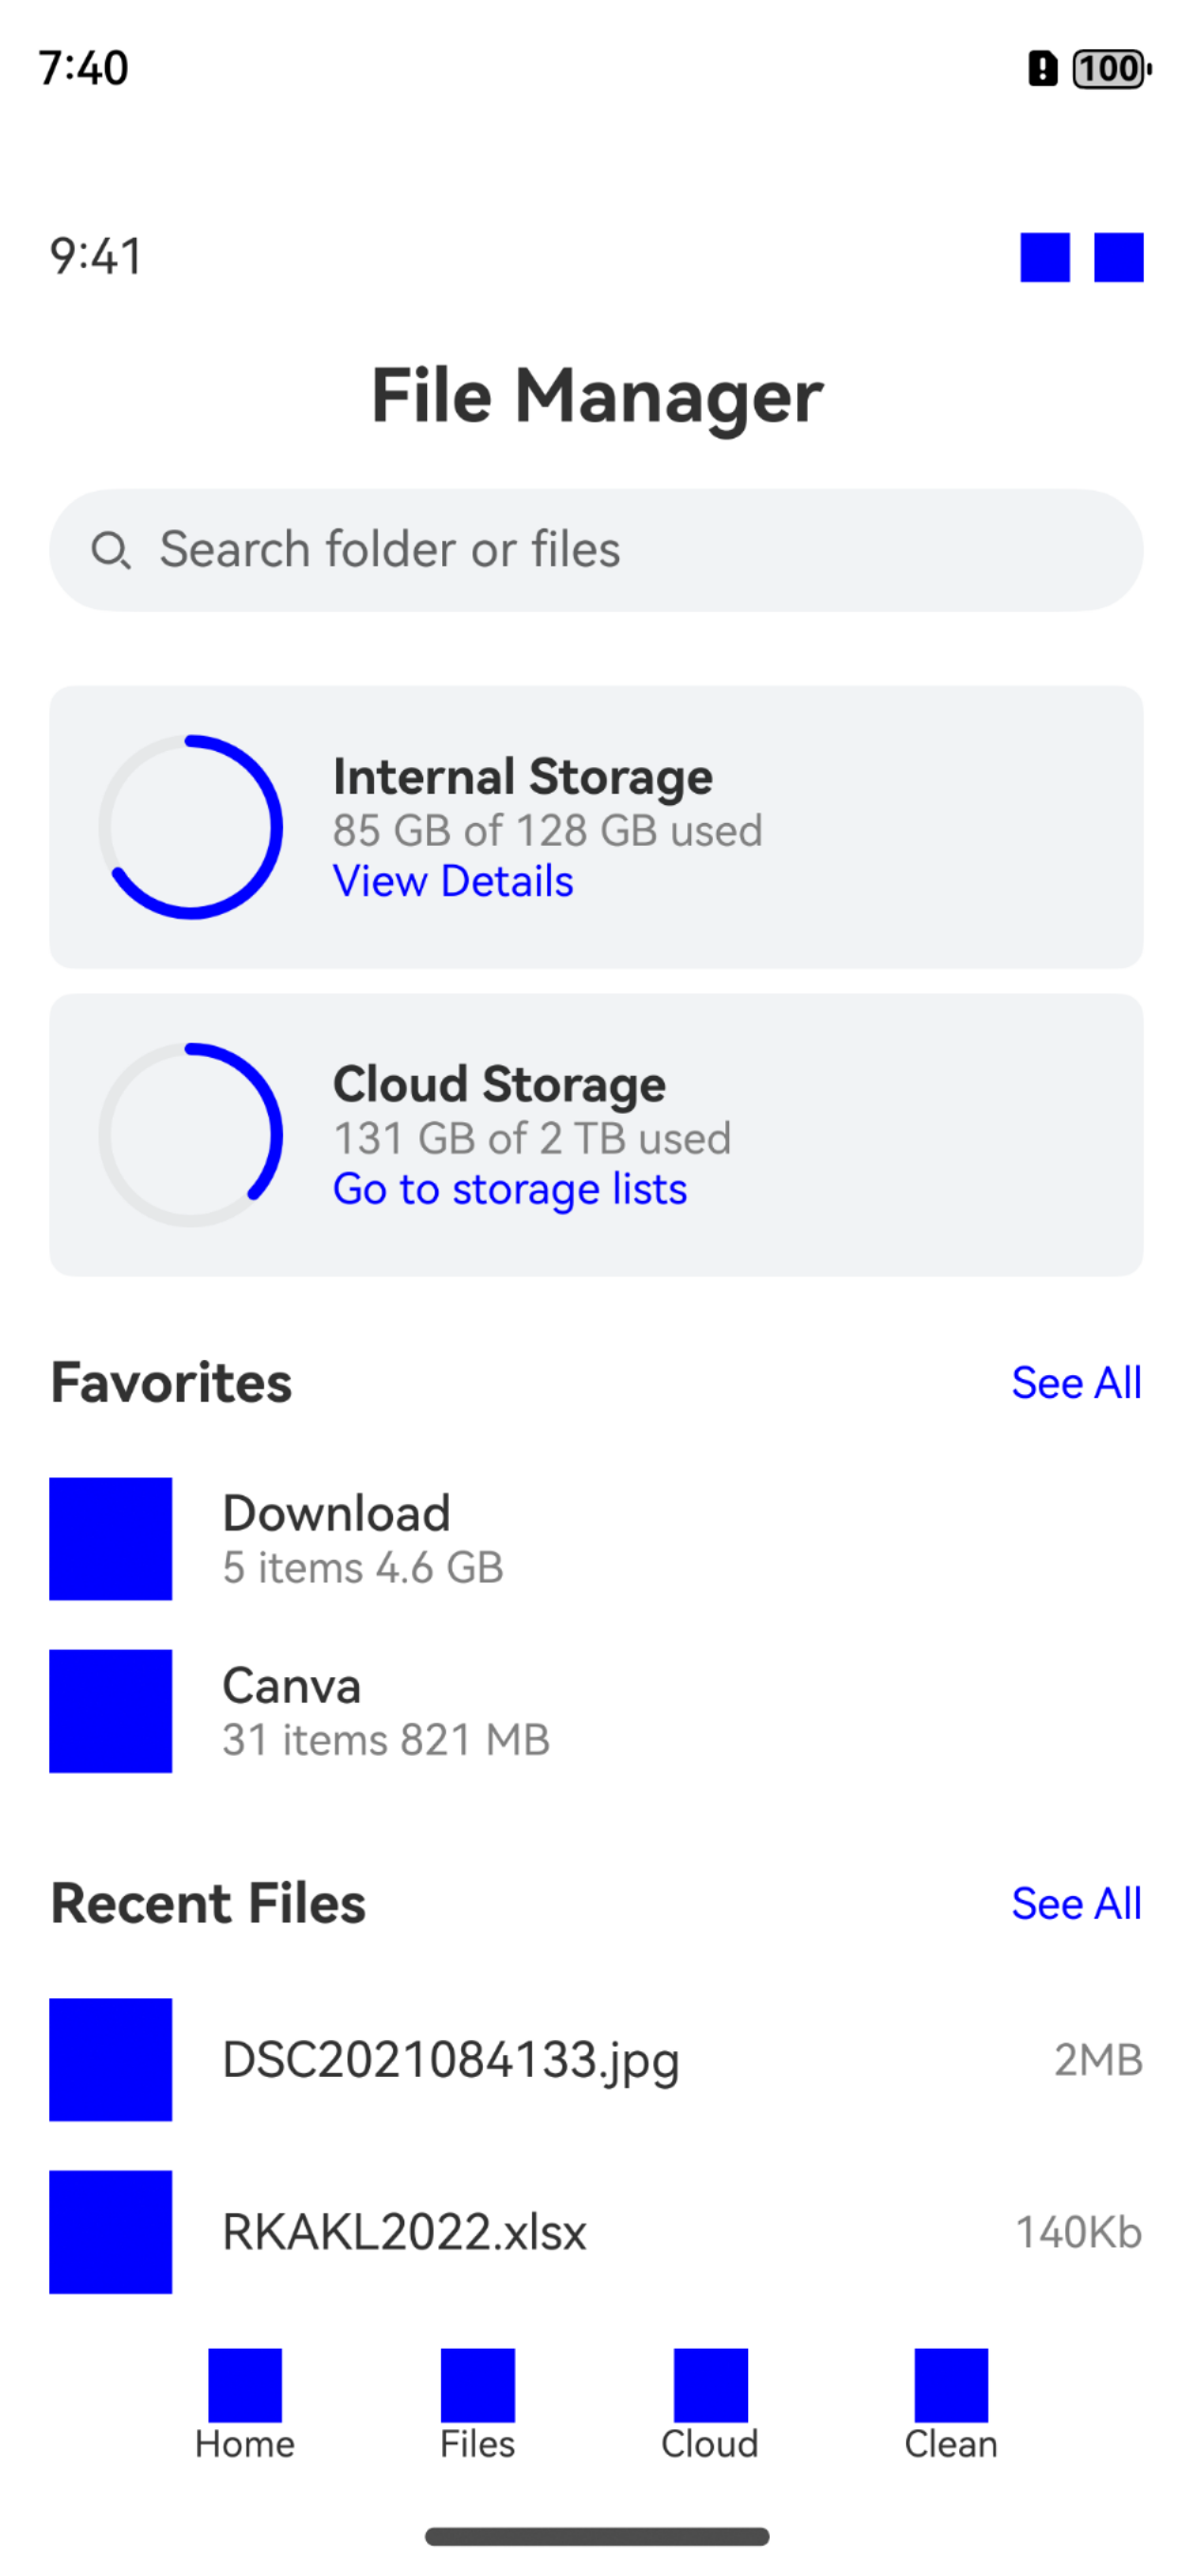 7:40
100
9:41
File Manager
Search folder or files
Internal Storage
85 GB of 128 GB used
View Details
Cloud Storage
131 GB of 2 TB used
Go to storage lists
Favorites
See All
Download
5 items 4.6 GB
Canva
31 items 821 MB
Recent Files
See All
DSC2021084133.jpg
2MB
RKAKL2022.xlsx
140Kb
Home
Files
Cloud
Clean